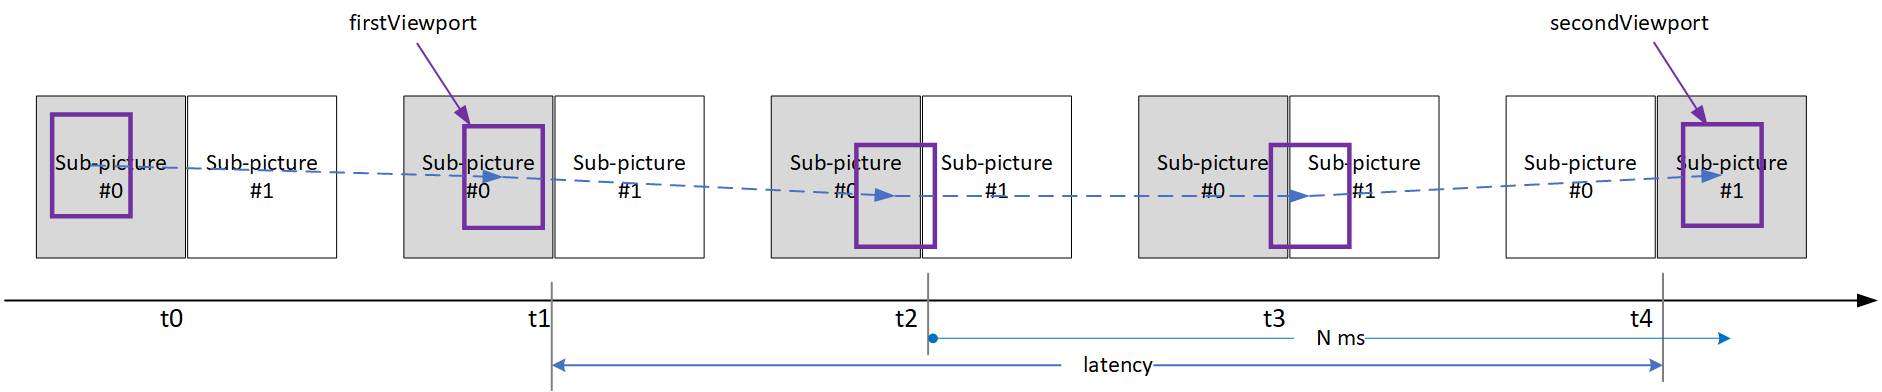 firstViewport
secondViewport
Sub-picture
#0
Sub-picture
#1
Sub-picture
#0
Sub-picture
#1
Sub-picture
#0
Sub-picture
#1
Sub-picture
#0
Sub-picture
#1
Sub-picture
#0
Sub-picture
#1
t0
t1
t2
t3
t4
N ms
latency